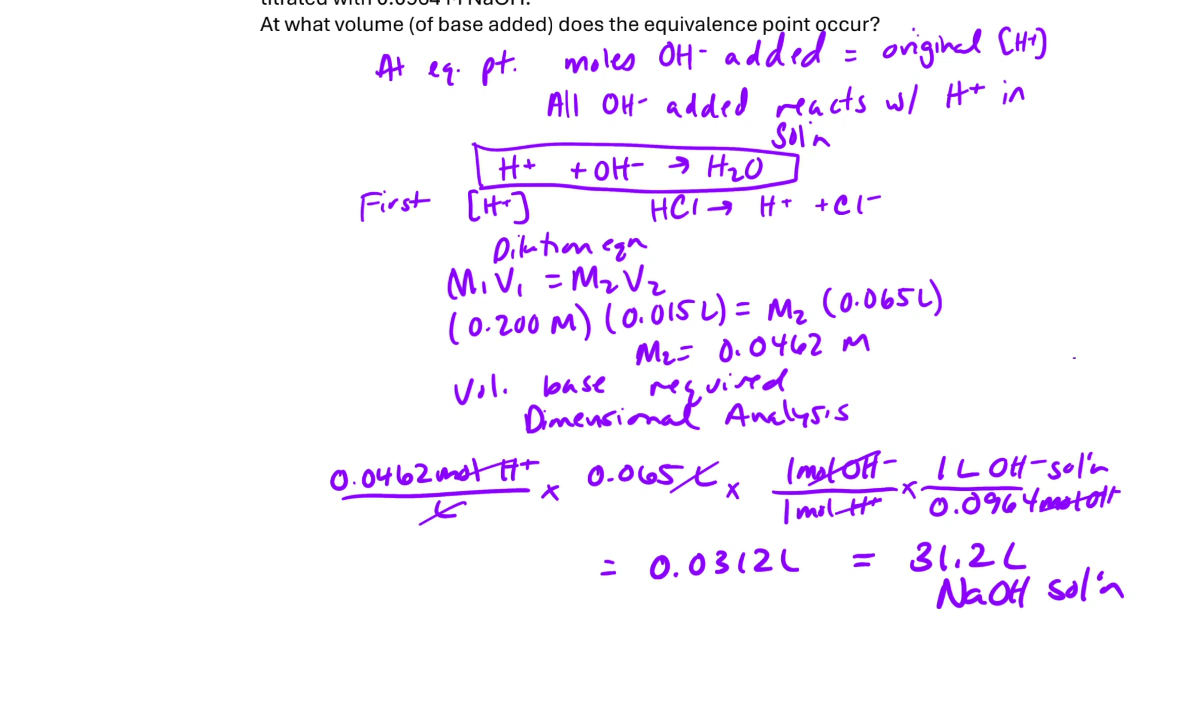 At what volume (of base added) does the equivalence point occur?
At eq. pt. moles OH- added = original [H+]
All OH- added reacts w/ H+ in
Sol'n
H+ + OH- → H2O
First [H+] HCl → H+ + Cl-
Dilution eqn
M1V1 = M2V2
(0.200 M) (0.015 L) = M2 (0.065L)
M2= 0.0462 M
Vol. base required
Dimensional Analysis
0.0462 mol H+ / L x 0.065 L x 1 mol OH- / 1 mol H+ x 1 L OH- sol'n / 0.0964 mol OH-
= 0.0312L = 31.2L
NaOH sol'n